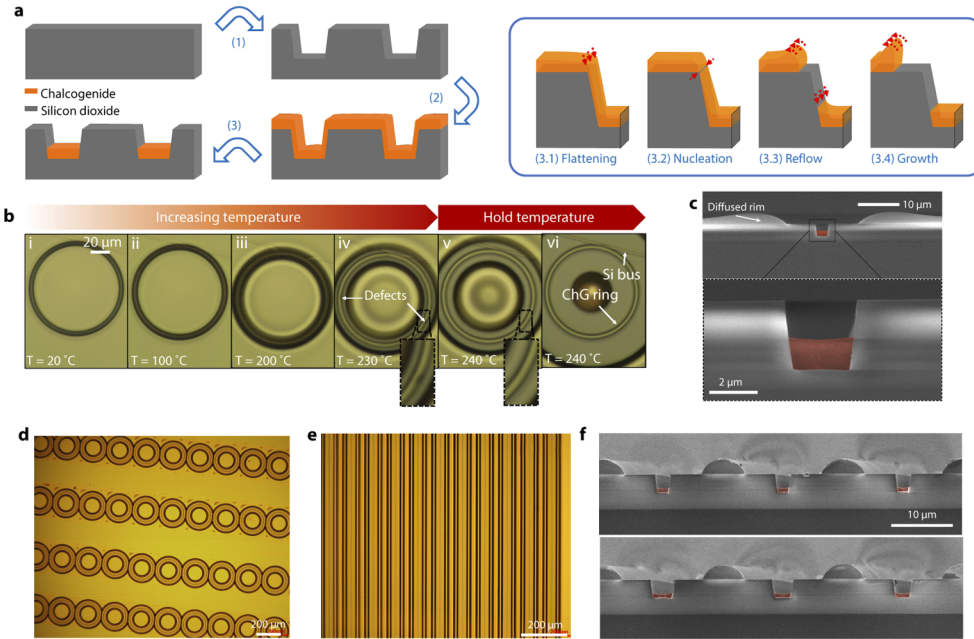 a
(1)
(2)
(3)
Chalcogenide
Silicon dioxide
(3.1) Flattening
(3.2) Nucleation
(3.3) Reflow
(3.4) Growth
b
Increasing temperature
Hold temperature
i
ii
iii
iv
v
vi
20 µm
Defects
Si bus
ChG ring
T = 20 ˚C
T = 100 ˚C
T = 200 ˚C
T = 230 ˚C
T = 240 ˚C
T = 240 ˚C
c
Diffused rim
10 µm
2 µm
d
200 µm
e
200 µm
f
10 µm